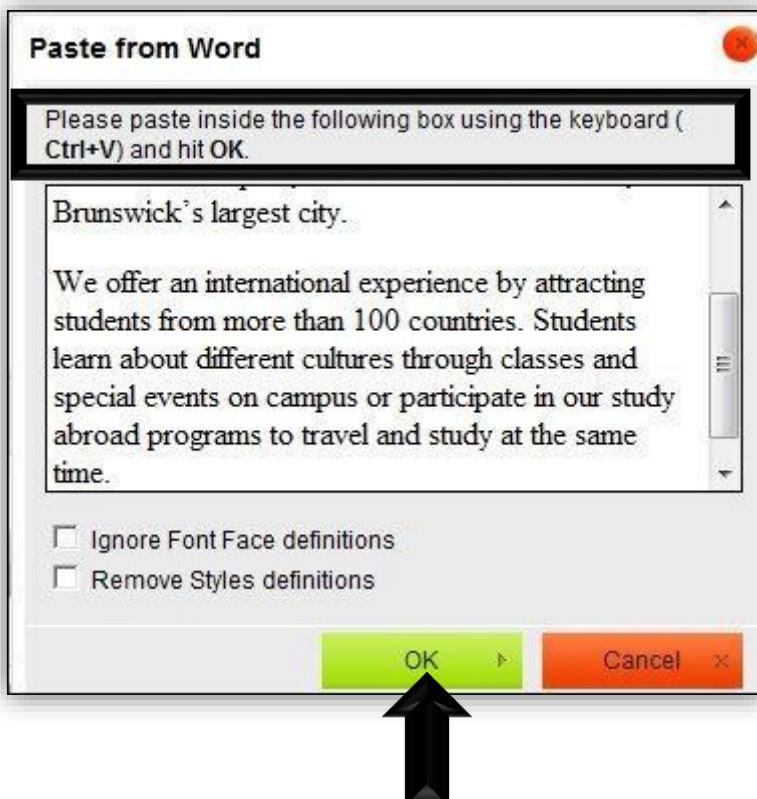 Paste from Word
Please paste inside the following box using the keyboard (
Ctrl+V) and hit OK.
Brunswick's largest city.
We offer an international experience by attracting
students from more than 100 countries. Students
learn about different cultures through classes and
special events on campus or participate in our study
abroad programs to travel and study at the same
time.
Ignore Font Face definitions
Remove Styles definitions
OK
Cancel